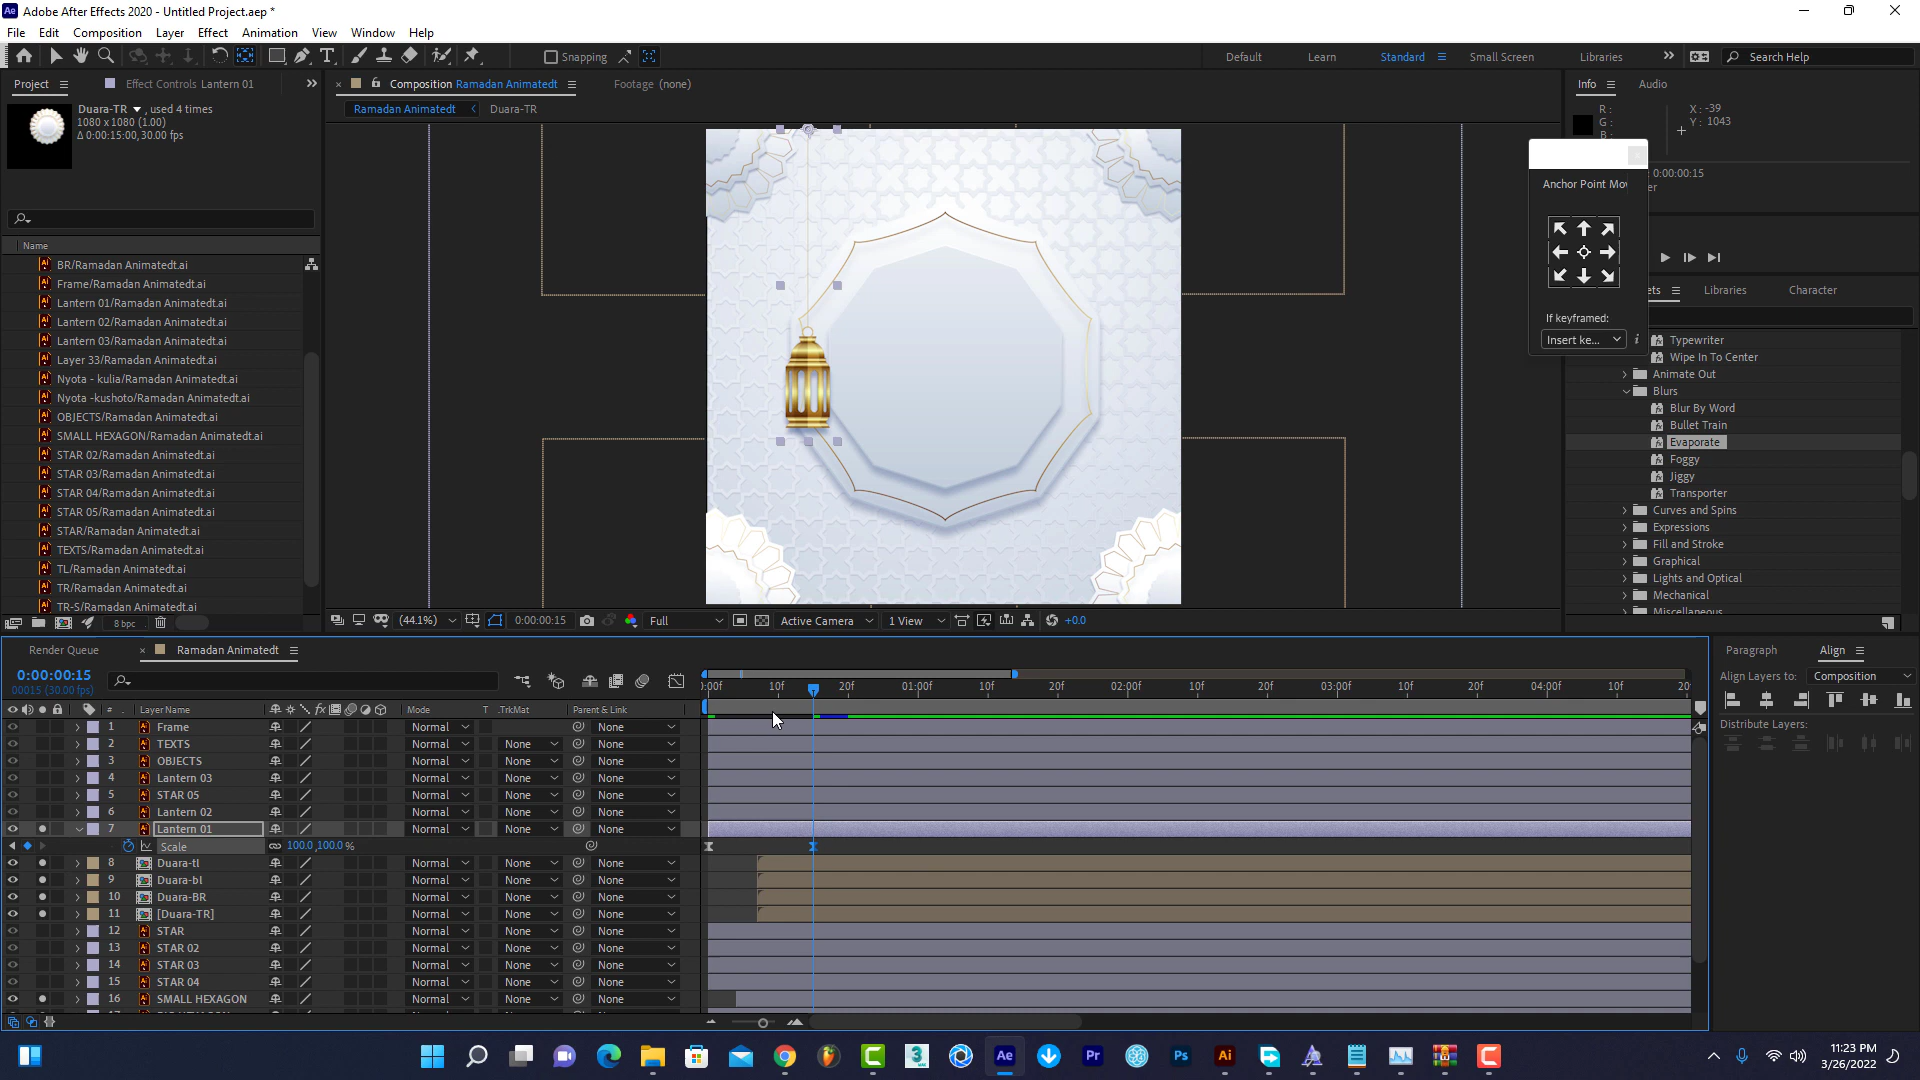 Adobe After Effects 2020 - Untitled Project.aep *
File Edit Composition Layer Effect Animation View Window Help
Snapping
Default Learn Standard Small Screen Libraries
Search Help
Project Effect Controls Lantern 01
Composition Ramadan Animatedt
Footage (none)
Info Audio
Ramadan Animatedt Duara-TR
Duara-TR , used 4 times
1080 x 1080 (1.00)
Δ 0:00:15:00, 30.00 fps
R :
G :
B :
X : -39
Y : 1043
: 0:00:00:15
Anchor Point Mov
If keyframed:
Insert ke...
Libraries Character
Name
BR/Ramadan Animatedt.ai
Frame/Ramadan Animatedt.ai
Lantern 01/Ramadan Animatedt.ai
Lantern 02/Ramadan Animatedt.ai
Lantern 03/Ramadan Animatedt.ai
Layer 33/Ramadan Animatedt.ai
Nyota - kulia/Ramadan Animatedt.ai
Nyota -kushoto/Ramadan Animatedt.ai
OBJECTS/Ramadan Animatedt.ai
SMALL HEXAGON/Ramadan Animatedt.ai
STAR 02/Ramadan Animatedt.ai
STAR 03/Ramadan Animatedt.ai
STAR 04/Ramadan Animatedt.ai
STAR 05/Ramadan Animatedt.ai
STAR/Ramadan Animatedt.ai
TEXTS/Ramadan Animatedt.ai
TL/Ramadan Animatedt.ai
TR/Ramadan Animatedt.ai
TR-S/Ramadan Animatedt.ai
8 bpc
Typewriter
Wipe In To Center
Animate Out
Blurs
Blur By Word
Bullet Train
Evaporate
Foggy
Jiggy
Transporter
Curves and Spins
Expressions
Fill and Stroke
Graphical
Lights and Optical
Mechanical
Miscellaneous
(44.1%) 0:00:00:15 Full Active Camera 1 View +0.0
Render Queue Ramadan Animatedt
0:00:00:15
00015 (30.00 fps)
):00f 10f 20f 01:00f 10f 20f 02:00f 10f 20f 03:00f 10f 20f 04:00f 10f 20
# Layer Name fx Mode T .TrkMat Parent & Link
1 Frame Normal None
2 TEXTS Normal None None
3 OBJECTS Normal None None
4 Lantern 03 Normal None None
5 STAR 05 Normal None None
6 Lantern 02 Normal None None
7 Lantern 01 Normal None None
Scale 100.0,100.0 %
8 Duara-tl Normal None None
9 Duara-bl Normal None None
10 Duara-BR Normal None None
11 [Duara-TR] Normal None None
12 STAR Normal None None
13 STAR 02 Normal None None
14 STAR 03 Normal None None
15 STAR 04 Normal None None
16 SMALL HEXAGON Normal None None
Paragraph Align
Align Layers to: Composition
Distribute Layers:
11:23 PM
3/26/2022